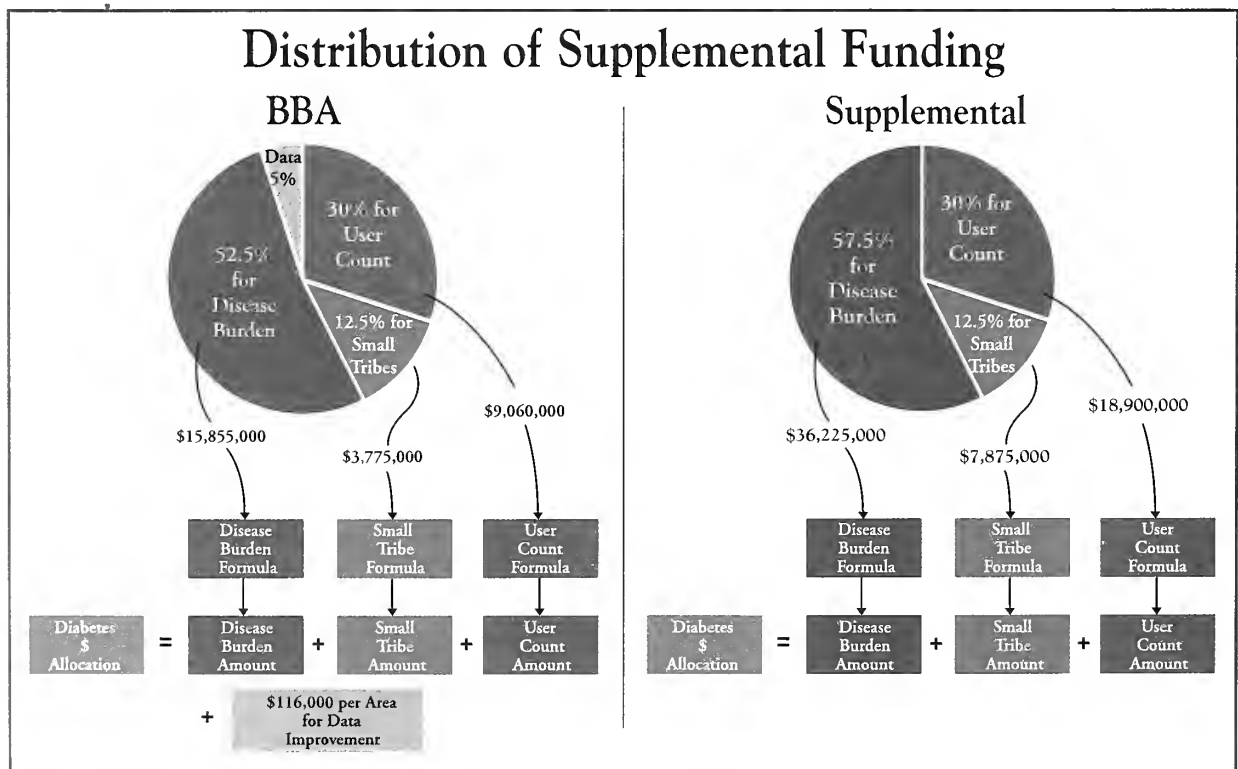 Distribution of Supplemental Funding
BBA
Data
5%
30% for
User
Count
52.5%
for
Disease
Burden
12.5% for
Small
Tribes
$9,060,000
$15,855,000
$3,775,000
Disease
Burden
Formula
Small
Tribe
Formula
User
Count
Formula
Diabetes
$
Allocation
=
Disease
Burden
Amount
+
Small
Tribe
Amount
+
User
Count
Amount
+
$116,000 per Area
for Data
Improvement
Supplemental
30% for
User
Count
57.5%
for
Disease
Burden
12.5% for
Small
Tribes
$18,900,000
$36,225,000
$7,875,000
Disease
Burden
Formula
Small
Tribe
Formula
User
Count
Formula
Diabetes
$
Allocation
=
Disease
Burden
Amount
+
Small
Tribe
Amount
+
User
Count
Amount